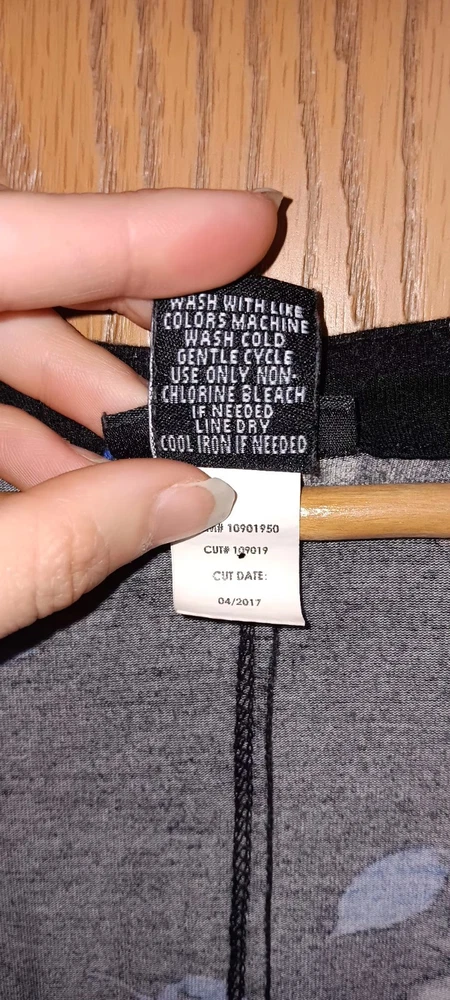 WASH WITH LIKE
COLORS MACHINE
WASH COLD
GENTLE CYCLE
USE ONLY NON-
CHLORINE BLEACH
IF NEEDED
LINE DRY
COOL IRON IF NEEDED
10901950
CUT# 109019
CUT DATE:
04/2017